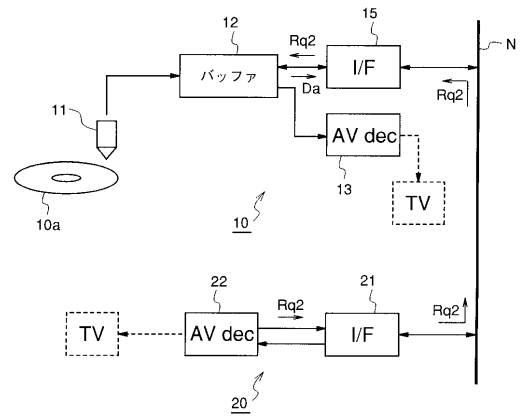 12
Rq2
15
N
バッファ
I/F
Da
Rq2
11
AV dec
13
10a
10
TV
22
Rq2
21
Rq2
TV
AV dec
I/F
20